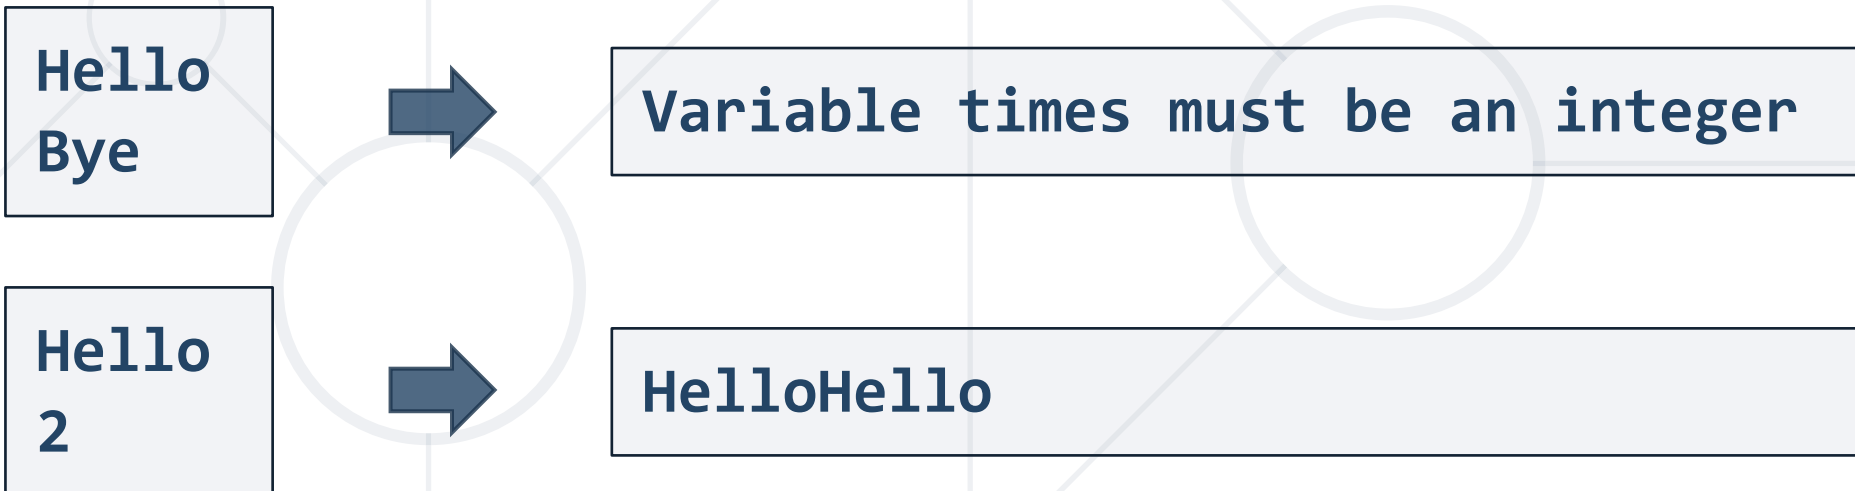 Hello
Bye
Variable times must be an integer
Hello
2
HelloHello